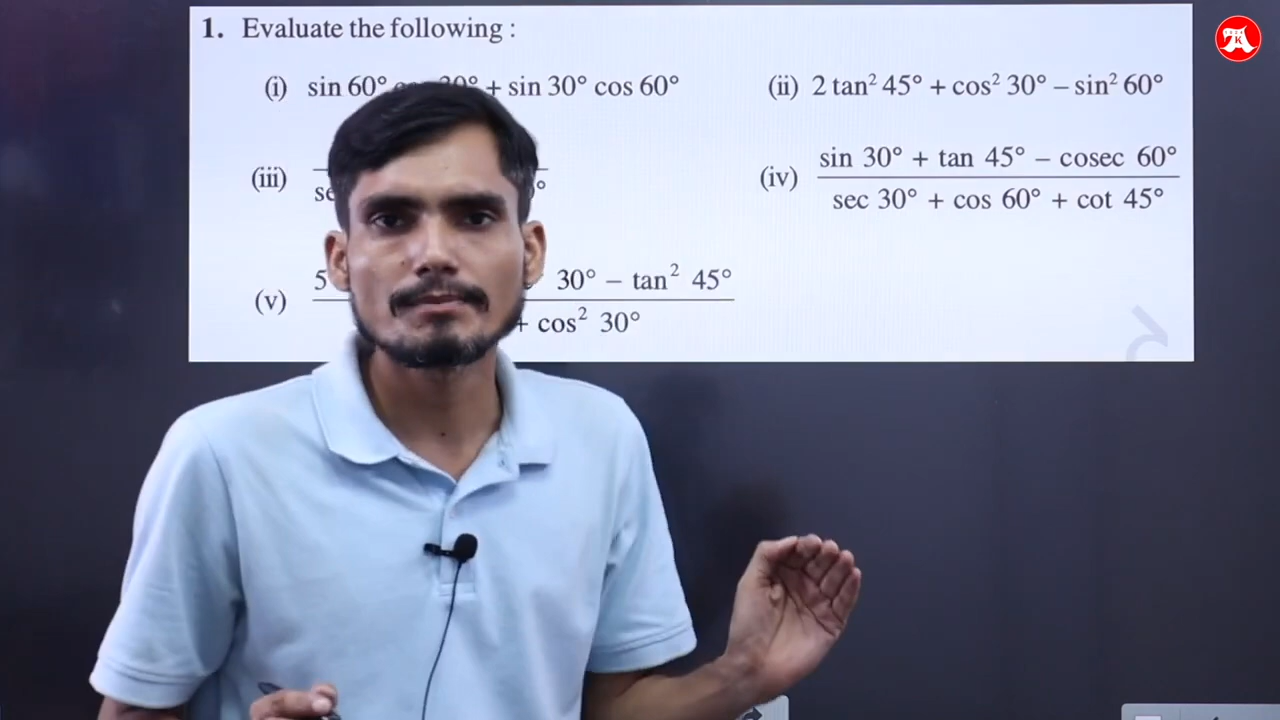 1. Evaluate the following :
(i) sin 60° 30° + sin 30° cos 60°
(ii) 2 tan² 45° + cos² 30° – sin² 60°
(iii)
(iv) sin 30° + tan 45° – cosec 60°
sec 30° + cos 60° + cot 45°
(v) 5 30° – tan² 45°
+ cos² 30°
K